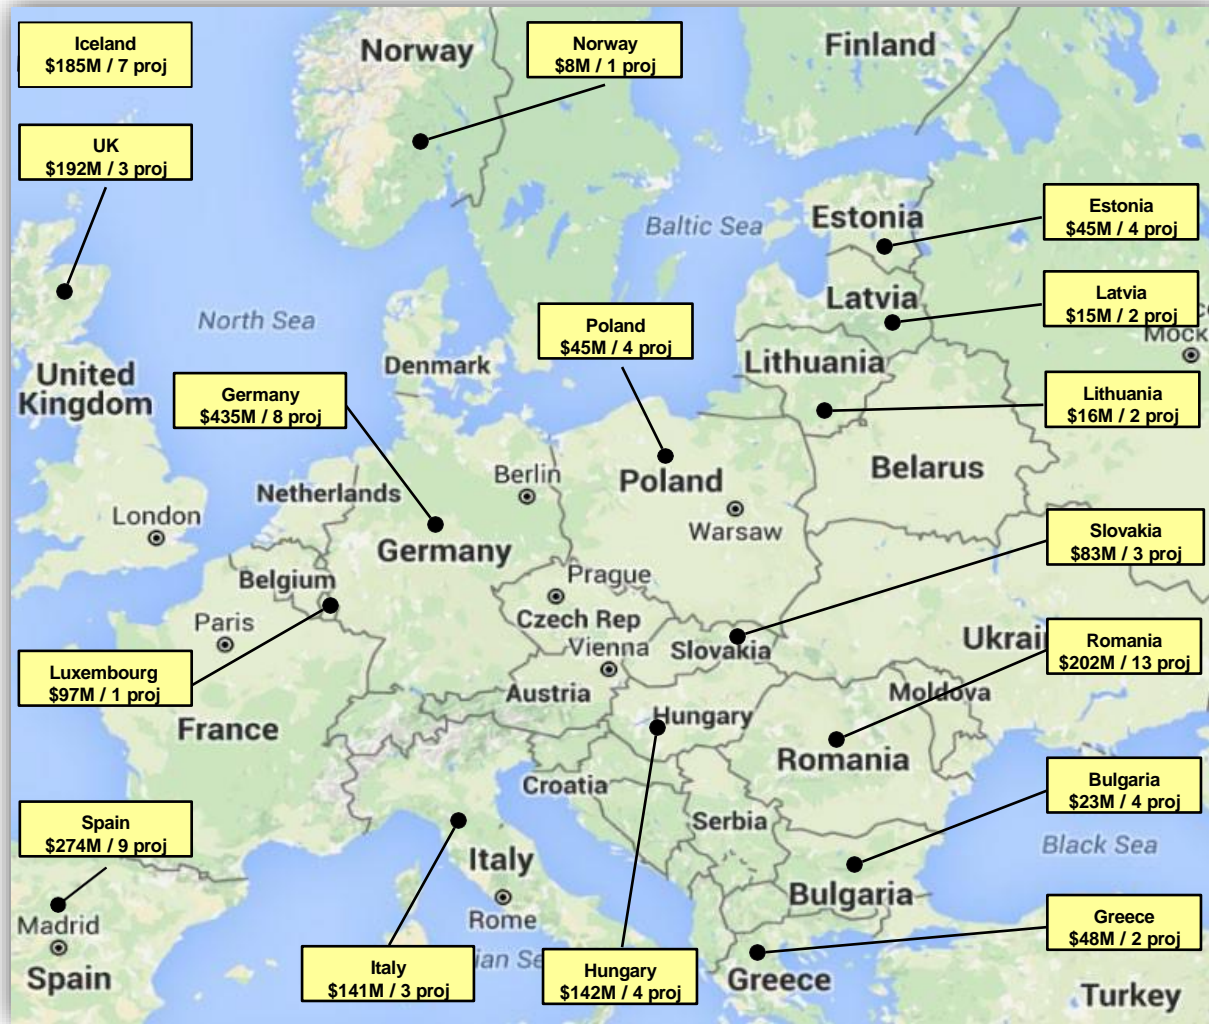 Iceland
$185M / 7 proj
Norway
Norway
$8M / 1 proj
Finland
UK
$192M / 3 proj
Estonia
$45M / 4 proj
Estonia
Baltic Sea
Latvia
$15M / 2 proj
Latvia
North Sea
Poland
$45M / 4 proj
Мock
Denmark
Lithuania
United
Kingdom
Germany
$435M / 8 proj
Lithuania
$16M / 2 proj
Berlin
Poland
Belarus
Netherlands
London
Warsaw
Germany
Slovakia
$83M / 3 proj
Belgium
Prague
Czech Rep
Paris
Vienna
Slovakia
Ukrai
Romania
$202M / 13 proj
Luxembourg
$97M / 1 proj
Austria
Moldova
France
Hungary
Romania
Croatia
Bulgaria
$23M / 4 proj
Spain
$274M / 9 proj
Serbia
Black Sea
Italy
Bulgaria
Madrid
Rome
Greece
$48M / 2 proj
Spain
Italy
$141M / 3 proj
ian Se
Hungary
$142M / 4 proj
Greece
Turkey